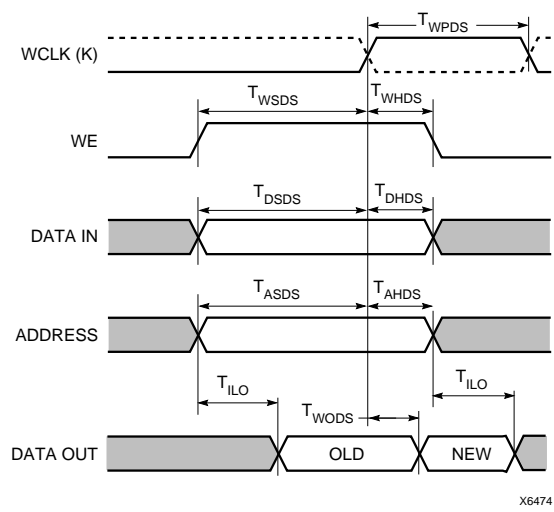 T_WPDS
WCLK (K)
T_WSDS T_WHDS
WE
T_DSDS T_DHDS
DATA IN
T_ASDS T_AHDS
ADDRESS
T_ILO T_WODS T_ILO
DATA OUT OLD NEW
X6474